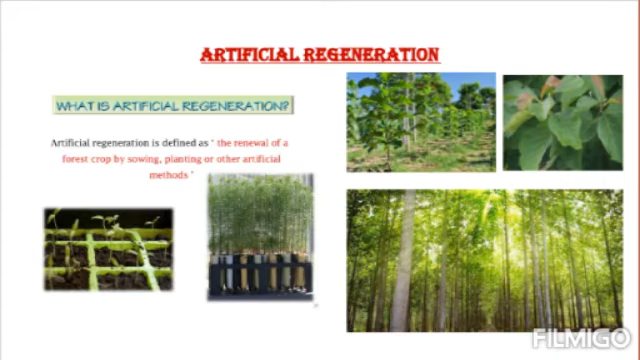 ARTIFICIAL REGENERATION
WHAT IS ARTIFICIAL REGENERATION?
Artificial regeneration is defined as ‘ the renewal of a
forest crop by sowing, planting or other artificial
methods ’
FILMIGO